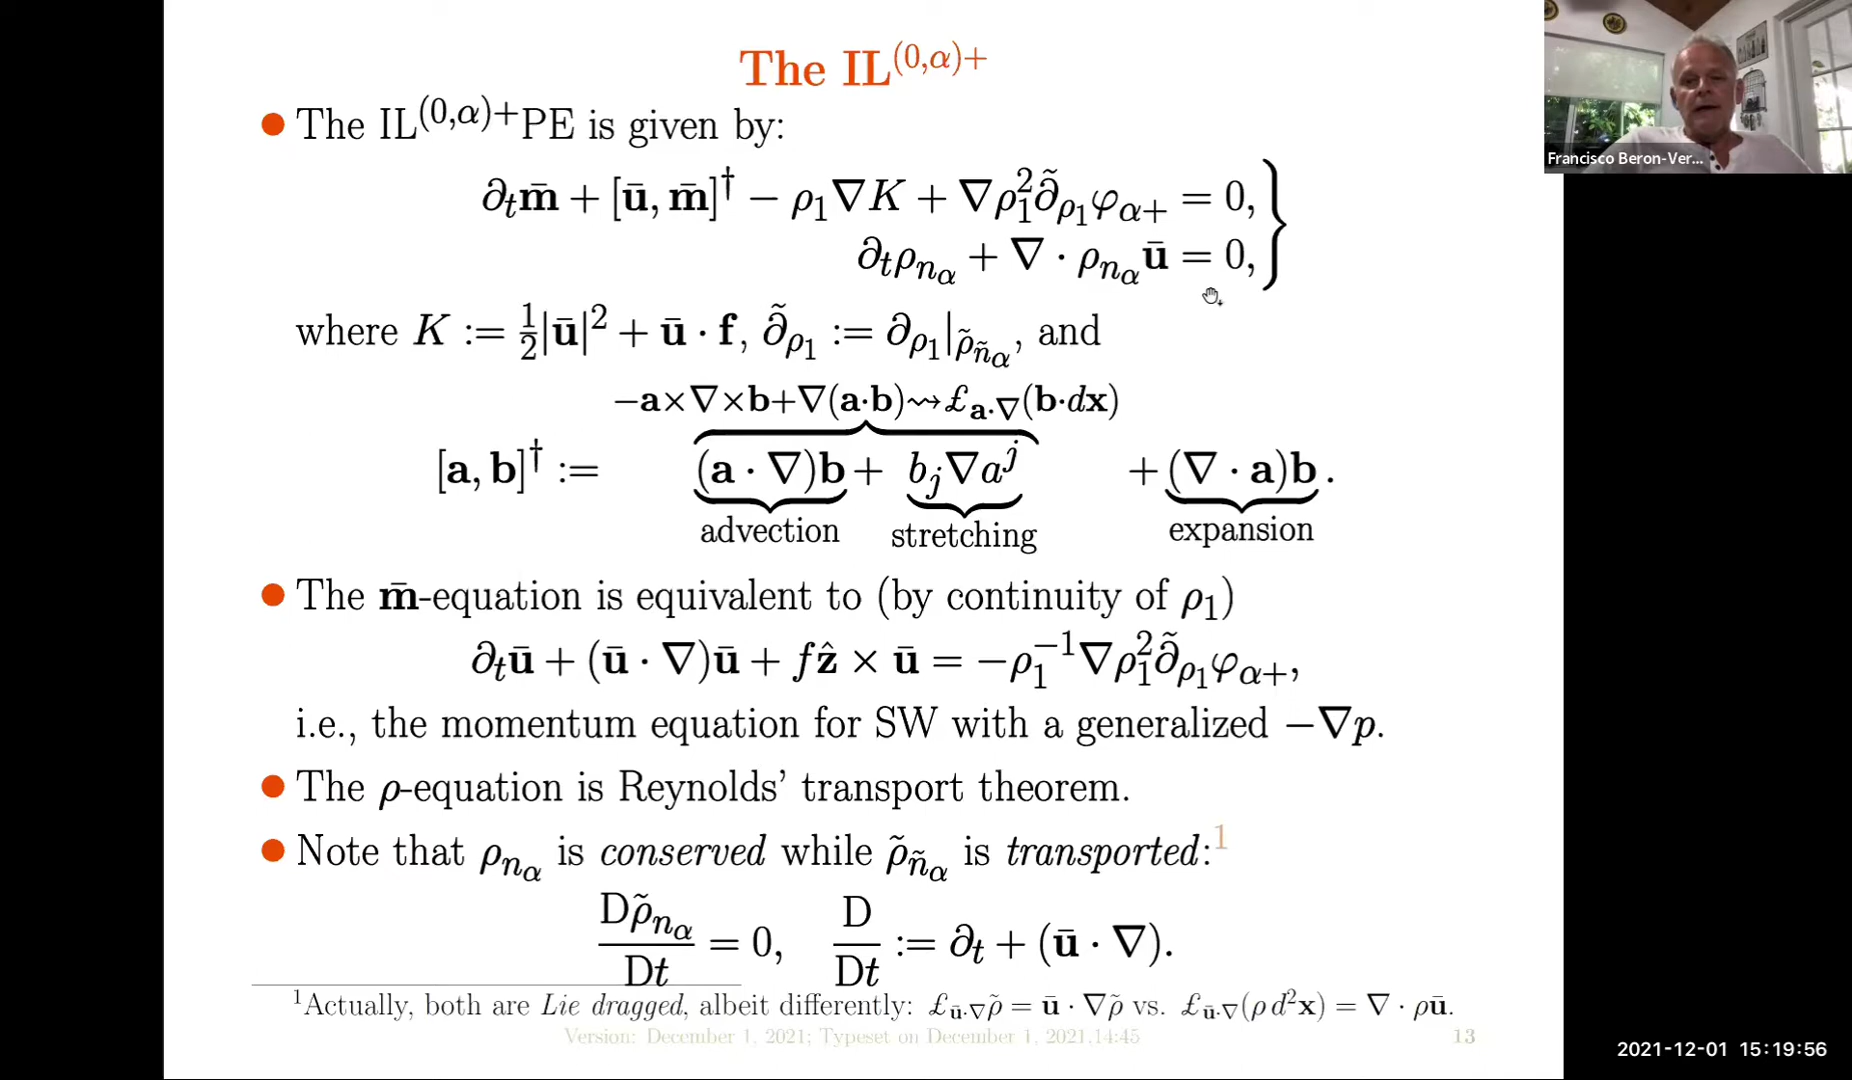 The IL^{(0,α)+}
● The IL^{(0,α)+}PE is given by:
∂_t m̄ + [ū, m̄]^† − ρ_1∇K + ∇ρ_1^2 ∂̃_{ρ_1}φ_{α+} = 0,
∂_tρ_{n_α} + ∇ · ρ_{n_α}ū = 0,
where K := ½|ū|² + ū · f, ∂̃_{ρ_1} := ∂_{ρ_1}|_{ρ̃_{ñ_α}}, and
−a×∇×b+∇(a·b)⇝£_{a·∇}(b·dx)
[a, b]^† := (a · ∇)b + b_j∇a^j + (∇ · a)b.
advection stretching expansion
● The m̄-equation is equivalent to (by continuity of ρ_1)
∂_tū + (ū · ∇)ū + fẑ × ū = −ρ_1^{−1}∇ρ_1^2 ∂̃_{ρ_1}φ_{α+},
i.e., the momentum equation for SW with a generalized −∇p.
● The ρ-equation is Reynolds' transport theorem.
● Note that ρ_{n_α} is conserved while ρ̃_{ñ_α} is transported:¹
Dρ̃_{n_α}/Dt = 0, D/Dt := ∂_t + (ū · ∇).
¹Actually, both are Lie dragged, albeit differently: £_{ū·∇}ρ̃ = ū · ∇ρ̃ vs. £_{ū·∇}(ρ d²x) = ∇ · ρū.
Version: December 1, 2021; Typeset on December 1, 2021,14:45 13
Francisco Beron-Ver...
2021-12-01 15:19:56